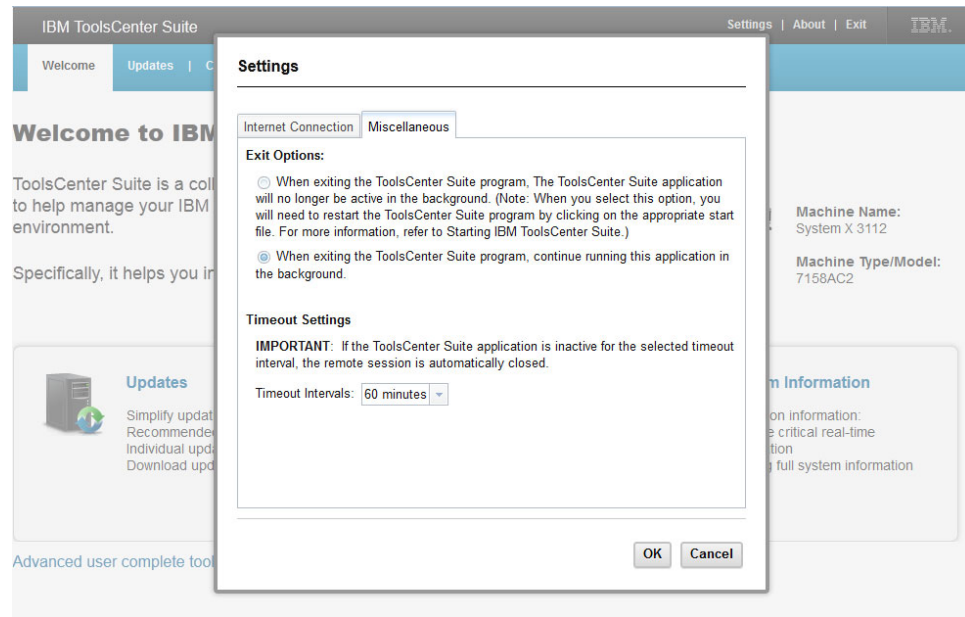 IBM ToolsCenter Suite
Settings | About | Exit
IBM.
Welcome
Updates | C
Settings
Internet Connection
Miscellaneous
Exit Options:
When exiting the ToolsCenter Suite program, The ToolsCenter Suite application
will no longer be active in the background. (Note: When you select this option, you
will need to restart the ToolsCenter Suite program by clicking on the appropriate start
file. For more information, refer to Starting IBM ToolsCenter Suite.)
When exiting the ToolsCenter Suite program, continue running this application in
the background.
Timeout Settings
IMPORTANT: If the ToolsCenter Suite application is inactive for the selected timeout
interval, the remote session is automatically closed.
Timeout Intervals: 60 minutes
OK
Cancel
Welcome to IBM
ToolsCenter Suite is a coll
to help manage your IBM
environment.
Specifically, it helps you in
Machine Name:
System X 3112
Machine Type/Model:
7158AC2
Updates
Simplify updat
Recommended
Individual upda
Download upd
m Information
on information:
e critical real-time
tion
full system information
Advanced user complete tool